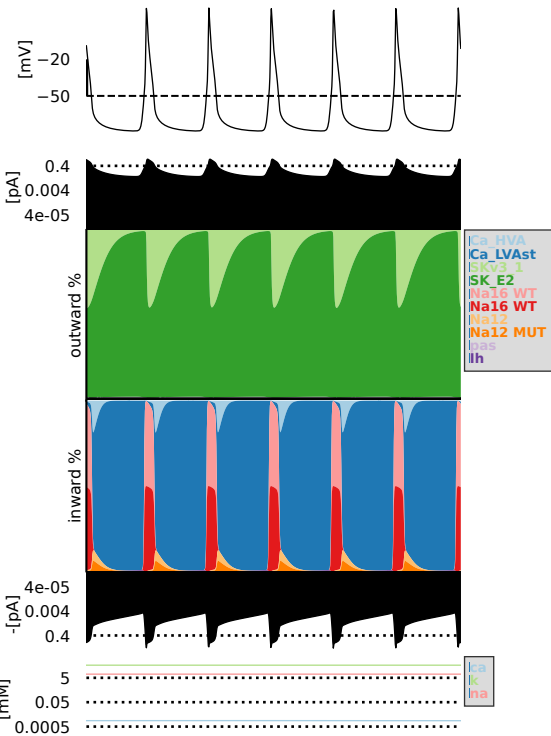 [mV]
−20
−50
[pA]
0.4
0.004
4e-05
outward %
Ca_HVA
Ca_LVAst
SKv3_1
SK_E2
Na16 WT
Na16 WT
Na12
Na12 MUT
pas
Ih
inward %
-[pA]
4e-05
0.004
0.4
[mM]
5
0.05
0.0005
ca
k
na